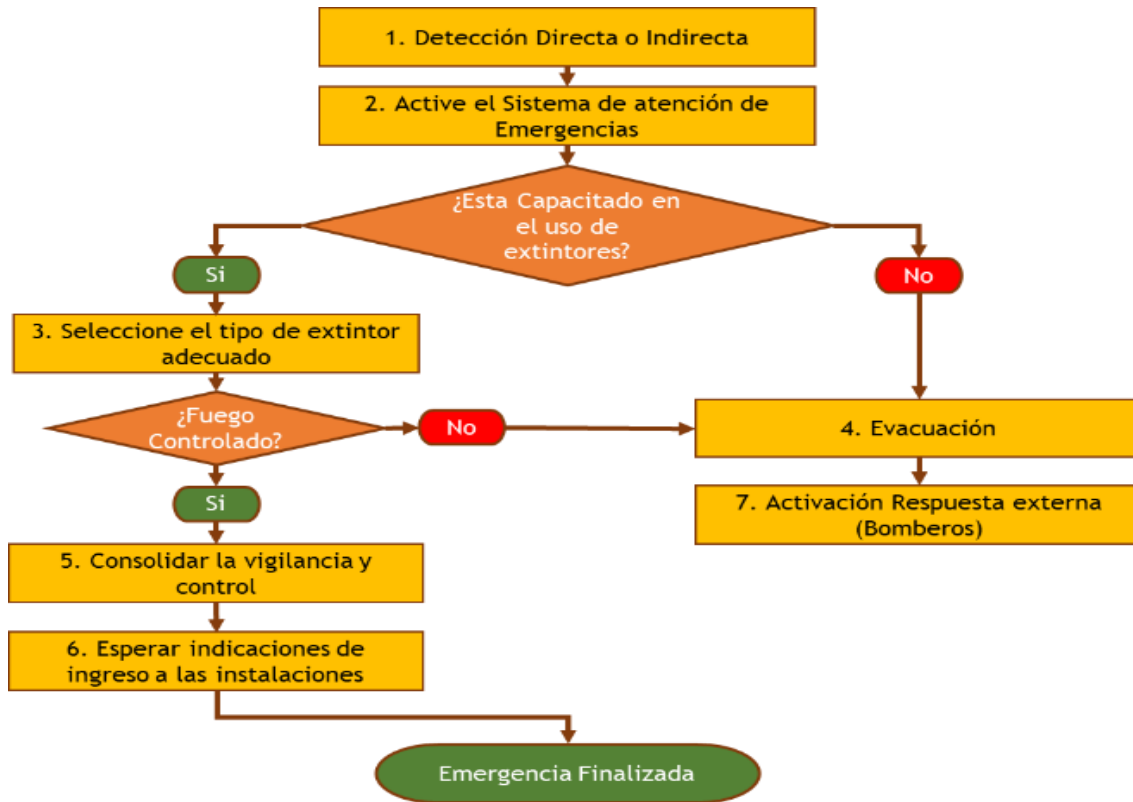 1. Detección Directa o Indirecta
2. Active el Sistema de atención de
Emergencias
¿Esta Capacitado en
el uso de
extintores?
Si
No
3. Seleccione el tipo de extintor
adecuado
¿Fuego
Controlado?
No
4. Evacuación
Si
7. Activación Respuesta externa
(Bomberos)
5. Consolidar la vigilancia y
control
6. Esperar indicaciones de
ingreso a las instalaciones
Emergencia Finalizada